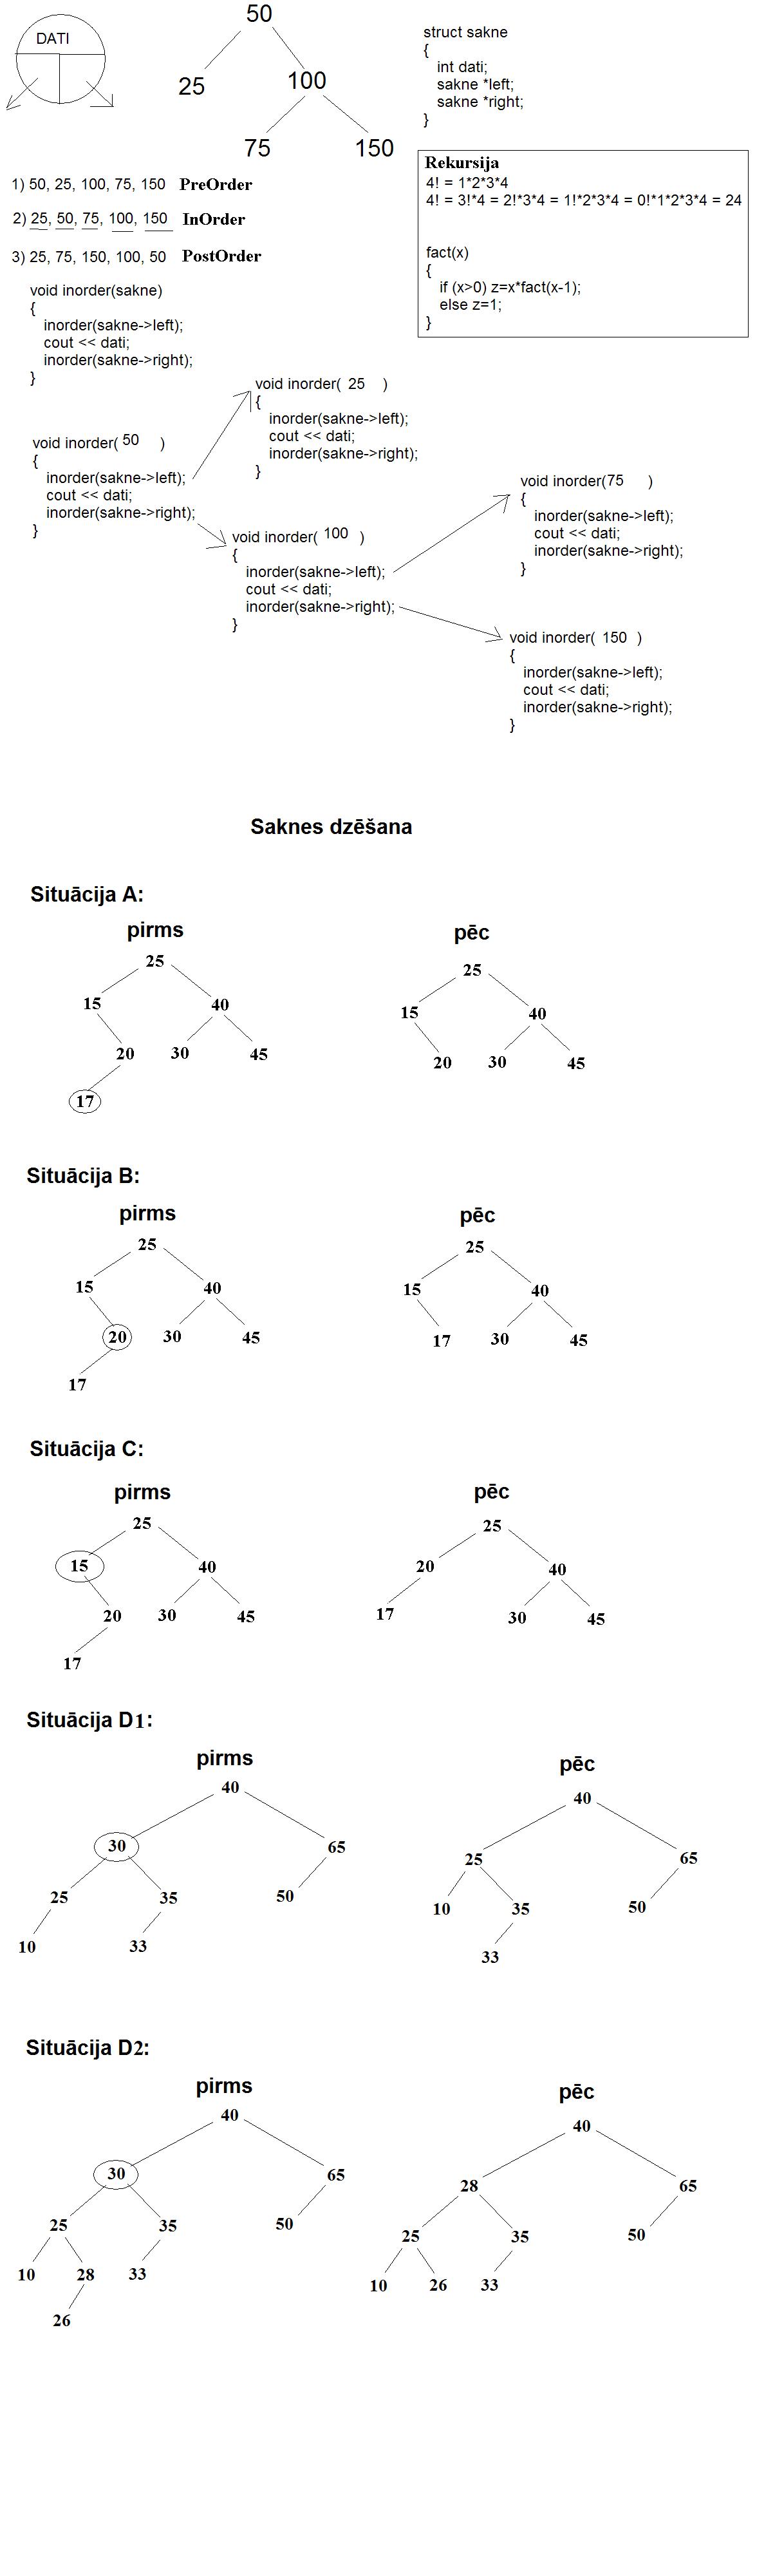 DATI
50
25
100
75
150
struct sakne
{
int dati;
sakne *left;
sakne *right;
}
1) 50, 25, 100, 75, 150 PreOrder
2) 25, 50, 75, 100, 150 InOrder
3) 25, 75, 150, 100, 50 PostOrder
Rekursija
4! = 1*2*3*4
4! = 3!*4 = 2!*3*4 = 1!*2*3*4 = 0!*1*2*3*4 = 24
fact(x)
{
if (x>0) z=x*fact(x-1);
else z=1;
}
void inorder(sakne)
{
inorder(sakne->left);
cout << dati;
inorder(sakne->right);
}
void inorder( 50 )
{
inorder(sakne->left);
cout << dati;
inorder(sakne->right);
}
void inorder( 25 )
{
inorder(sakne->left);
cout << dati;
inorder(sakne->right);
}
void inorder( 100 )
{
inorder(sakne->left);
cout << dati;
inorder(sakne->right);
}
void inorder(75 )
{
inorder(sakne->left);
cout << dati;
inorder(sakne->right);
}
void inorder( 150 )
{
inorder(sakne->left);
cout << dati;
inorder(sakne->right);
}
Saknes dzēšana
Situācija A:
pirms
25
15 40
20 30 45
17
pēc
25
15 40
20 30 45
Situācija B:
pirms
25
15 40
20 30 45
17
pēc
25
15 40
17 30 45
Situācija C:
pirms
25
15 40
20 30 45
17
pēc
25
20 40
17 30 45
Situācija D1:
pirms
40
30 65
25 35 50
10 33
pēc
40
25 65
10 35 50
33
Situācija D2:
pirms
40
30 65
25 35 50
10 28 33
26
pēc
40
28 65
25 35 50
10 26 33